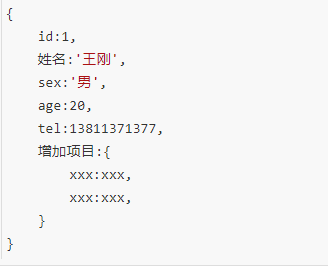 {
id:1,
姓名:'王刚',
sex:'男',
age:20,
tel:13811371377,
增加项目:{
xxx:xxx,
xxx:xxx,
}
}